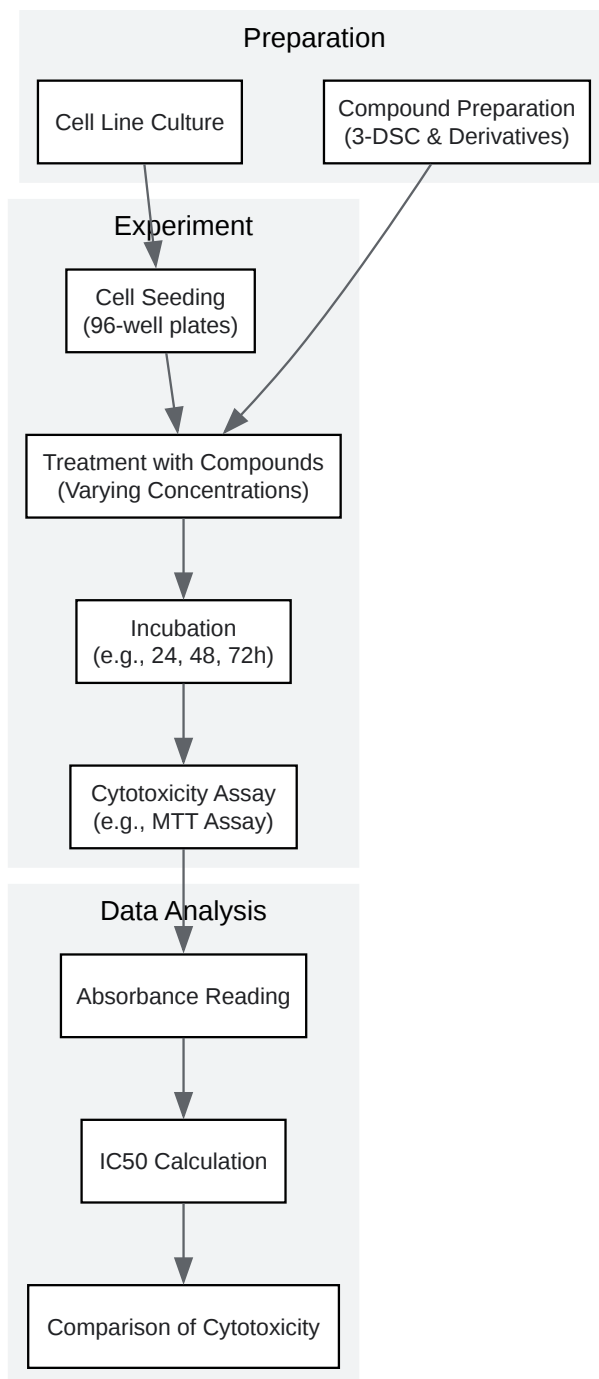 Preparation
Cell Line Culture
Compound Preparation
(3-DSC & Derivatives)
Experiment
Cell Seeding
(96-well plates)
Treatment with Compounds
(Varying Concentrations)
Incubation
(e.g., 24, 48, 72h)
Cytotoxicity Assay
(e.g., MTT Assay)
Data Analysis
Absorbance Reading
IC50 Calculation
Comparison of Cytotoxicity